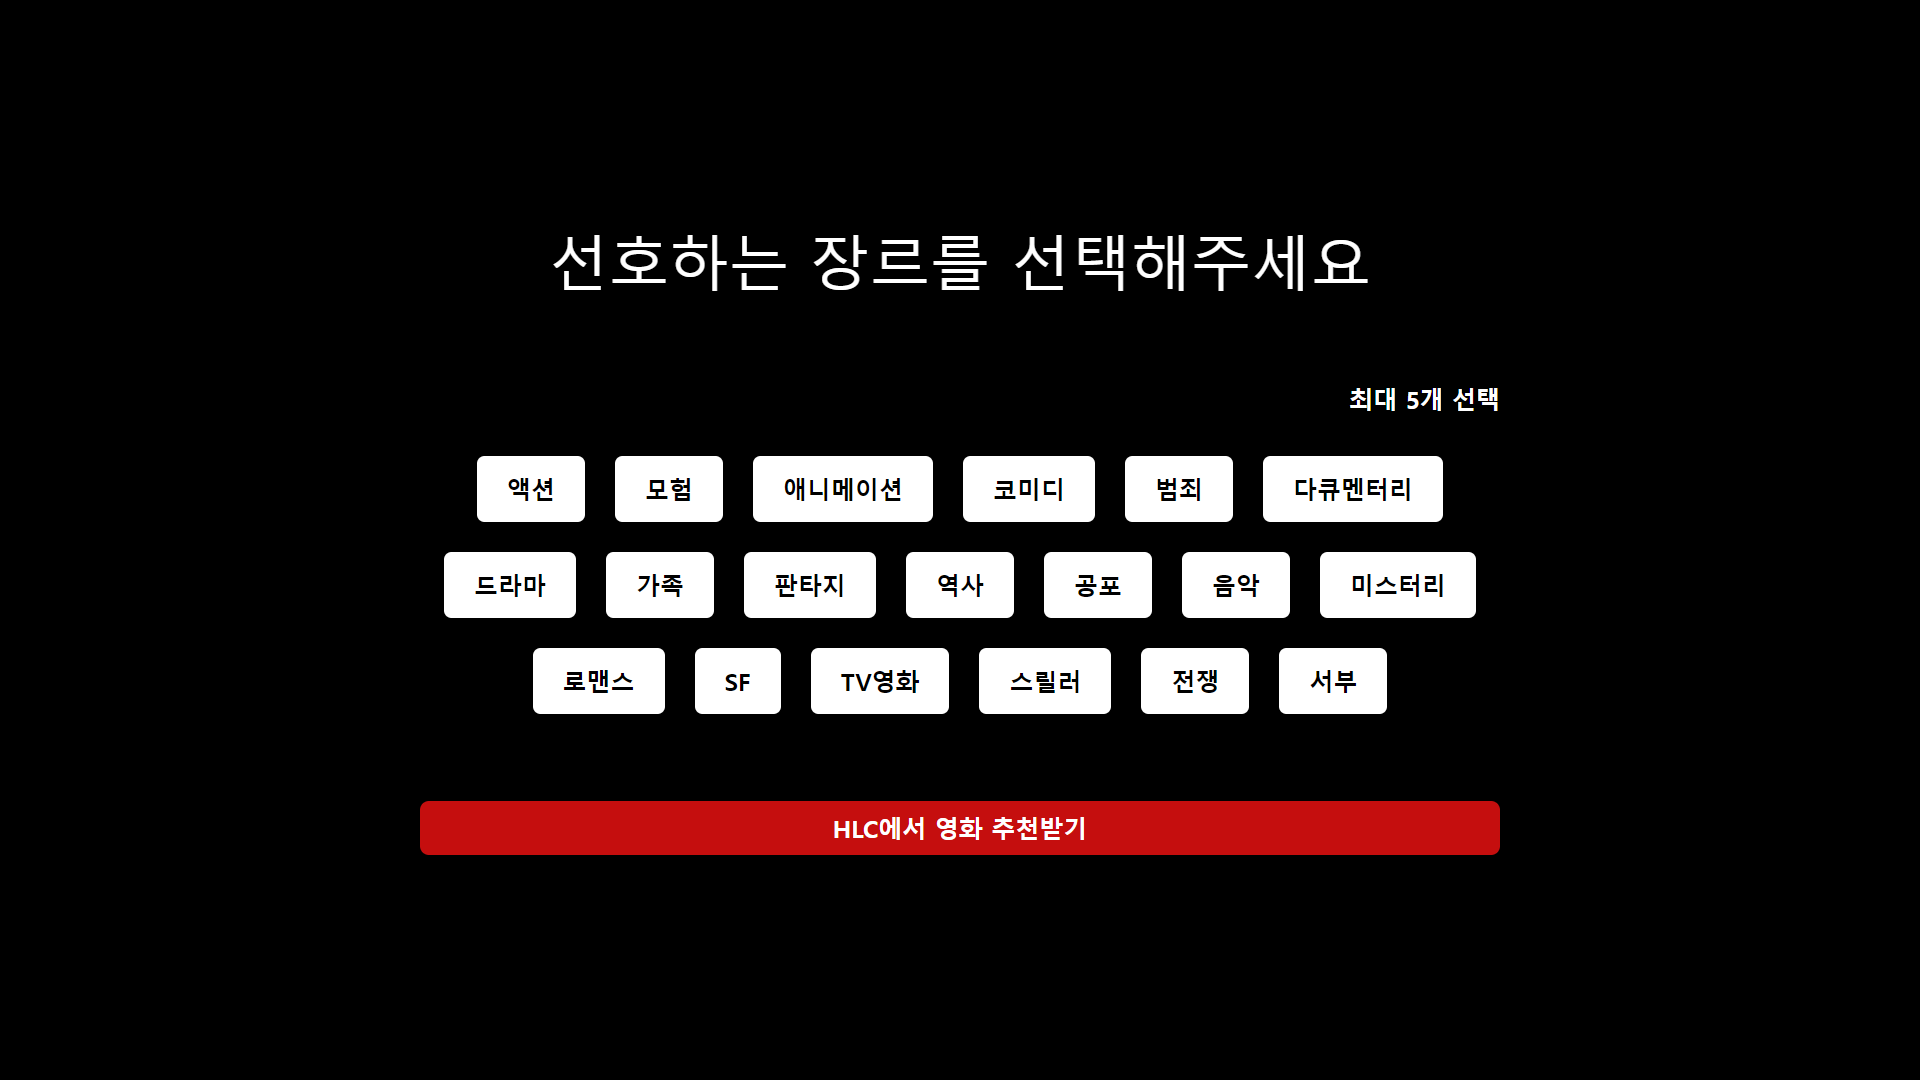 선호하는 장르를 선택해주세요
최대 5개 선택
액션 모험 애니메이션 코미디 범죄 다큐멘터리
드라마 가족 판타지 역사 공포 음악 미스터리
로맨스 SF TV영화 스릴러 전쟁 서부
HLC에서 영화 추천받기